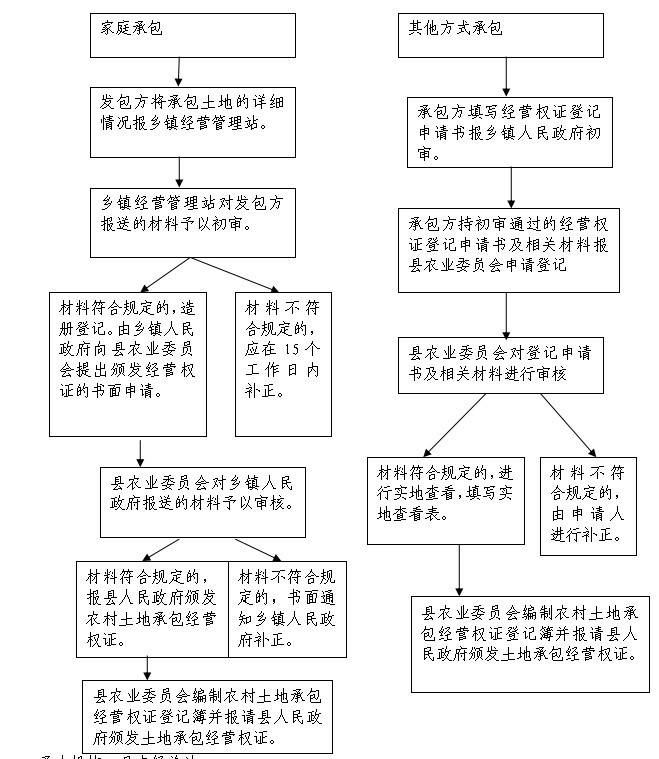 家庭承包
发包方将承包土地的详细
情况报乡镇经营管理站。
乡镇经营管理站对发包方
报送的材料予以初审。
材料符合规定的，造
册登记。由乡镇人民
政府向县农业委员
会提出颁发经营权
证的书面申请。
材料不符
合规定的，
应在15个
工作日内
补正。
县农业委员会对乡镇人民
政府报送的材料予以审核。
材料符合规定的，
报县人民政府颁发
农村土地承包经营
权证。
材料不符合规
定的，书面通
知乡镇人民政
府补正。
县农业委员会编制农村土地承包
经营权证登记簿并报请县人民政
府颁发土地承包经营权证。
其他方式承包
承包方填写经营权证登记
申请书报乡镇人民政府初
审。
承包方持初审通过的经营权
证登记申请书及相关材料报
县农业委员会申请登记
县农业委员会对登记申请
书及相关材料进行审核
材料符合规定的，进
行实地查看，填写实
地查看表。
材料不符
合规定的，
由申请人
进行补正。
县农业委员会编制农村土地承
包经营权证登记簿并报请县人
民政府颁发土地承包经营权证。